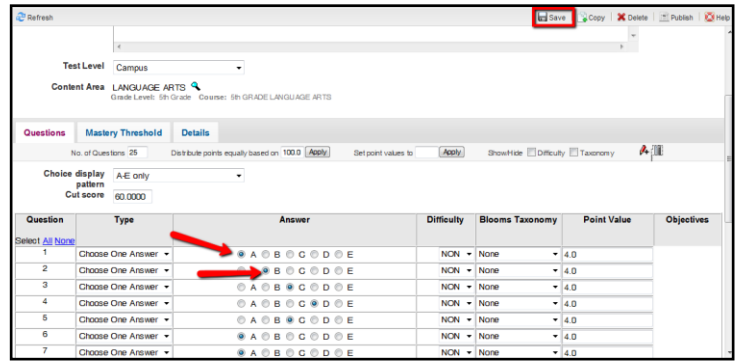 Refresh Save Copy Delete Publish Help
Test Level Campus
Content Area LANGUAGE ARTS
Grade Level: 5th Grade Course: 5th GRADE LANGUAGE ARTS
Questions Mastery Threshold Details
No. of Questions 25 Distribute points equally based on 100.0 Apply Set point values to Apply Show/Hide Difficulty Taxonomy
Choice display pattern A-E only
Cut score 60.0000
Question Type Answer Difficulty Blooms Taxonomy Point Value Objectives
Select All None
1 Choose One Answer A B C D E NON None 4.0
2 Choose One Answer B C D E NON None 4.0
3 Choose One Answer A B C D E NON None 4.0
4 Choose One Answer A B C D E NON None 4.0
5 Choose One Answer A B C D E NON None 4.0
6 Choose One Answer A B C D E NON None 4.0
7 Choose One Answer A B C D E NON None 4.0